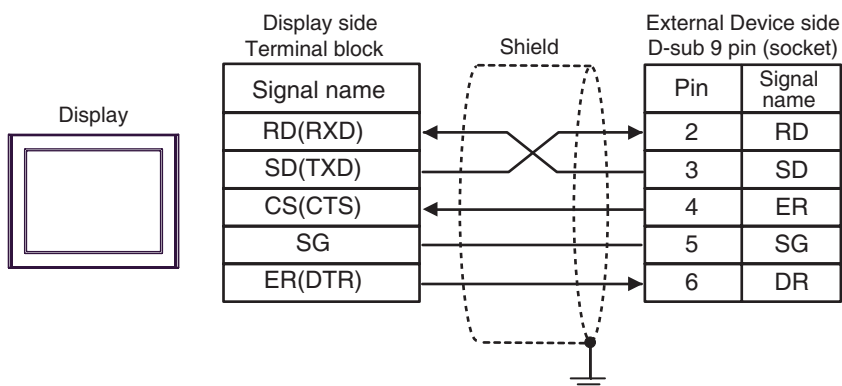 Display side
Terminal block
Shield
External Device side
D-sub 9 pin (socket)
Display
Signal name
Pin
Signal
name
RD(RXD)
2
RD
SD(TXD)
3
SD
CS(CTS)
4
ER
SG
5
SG
ER(DTR)
6
DR